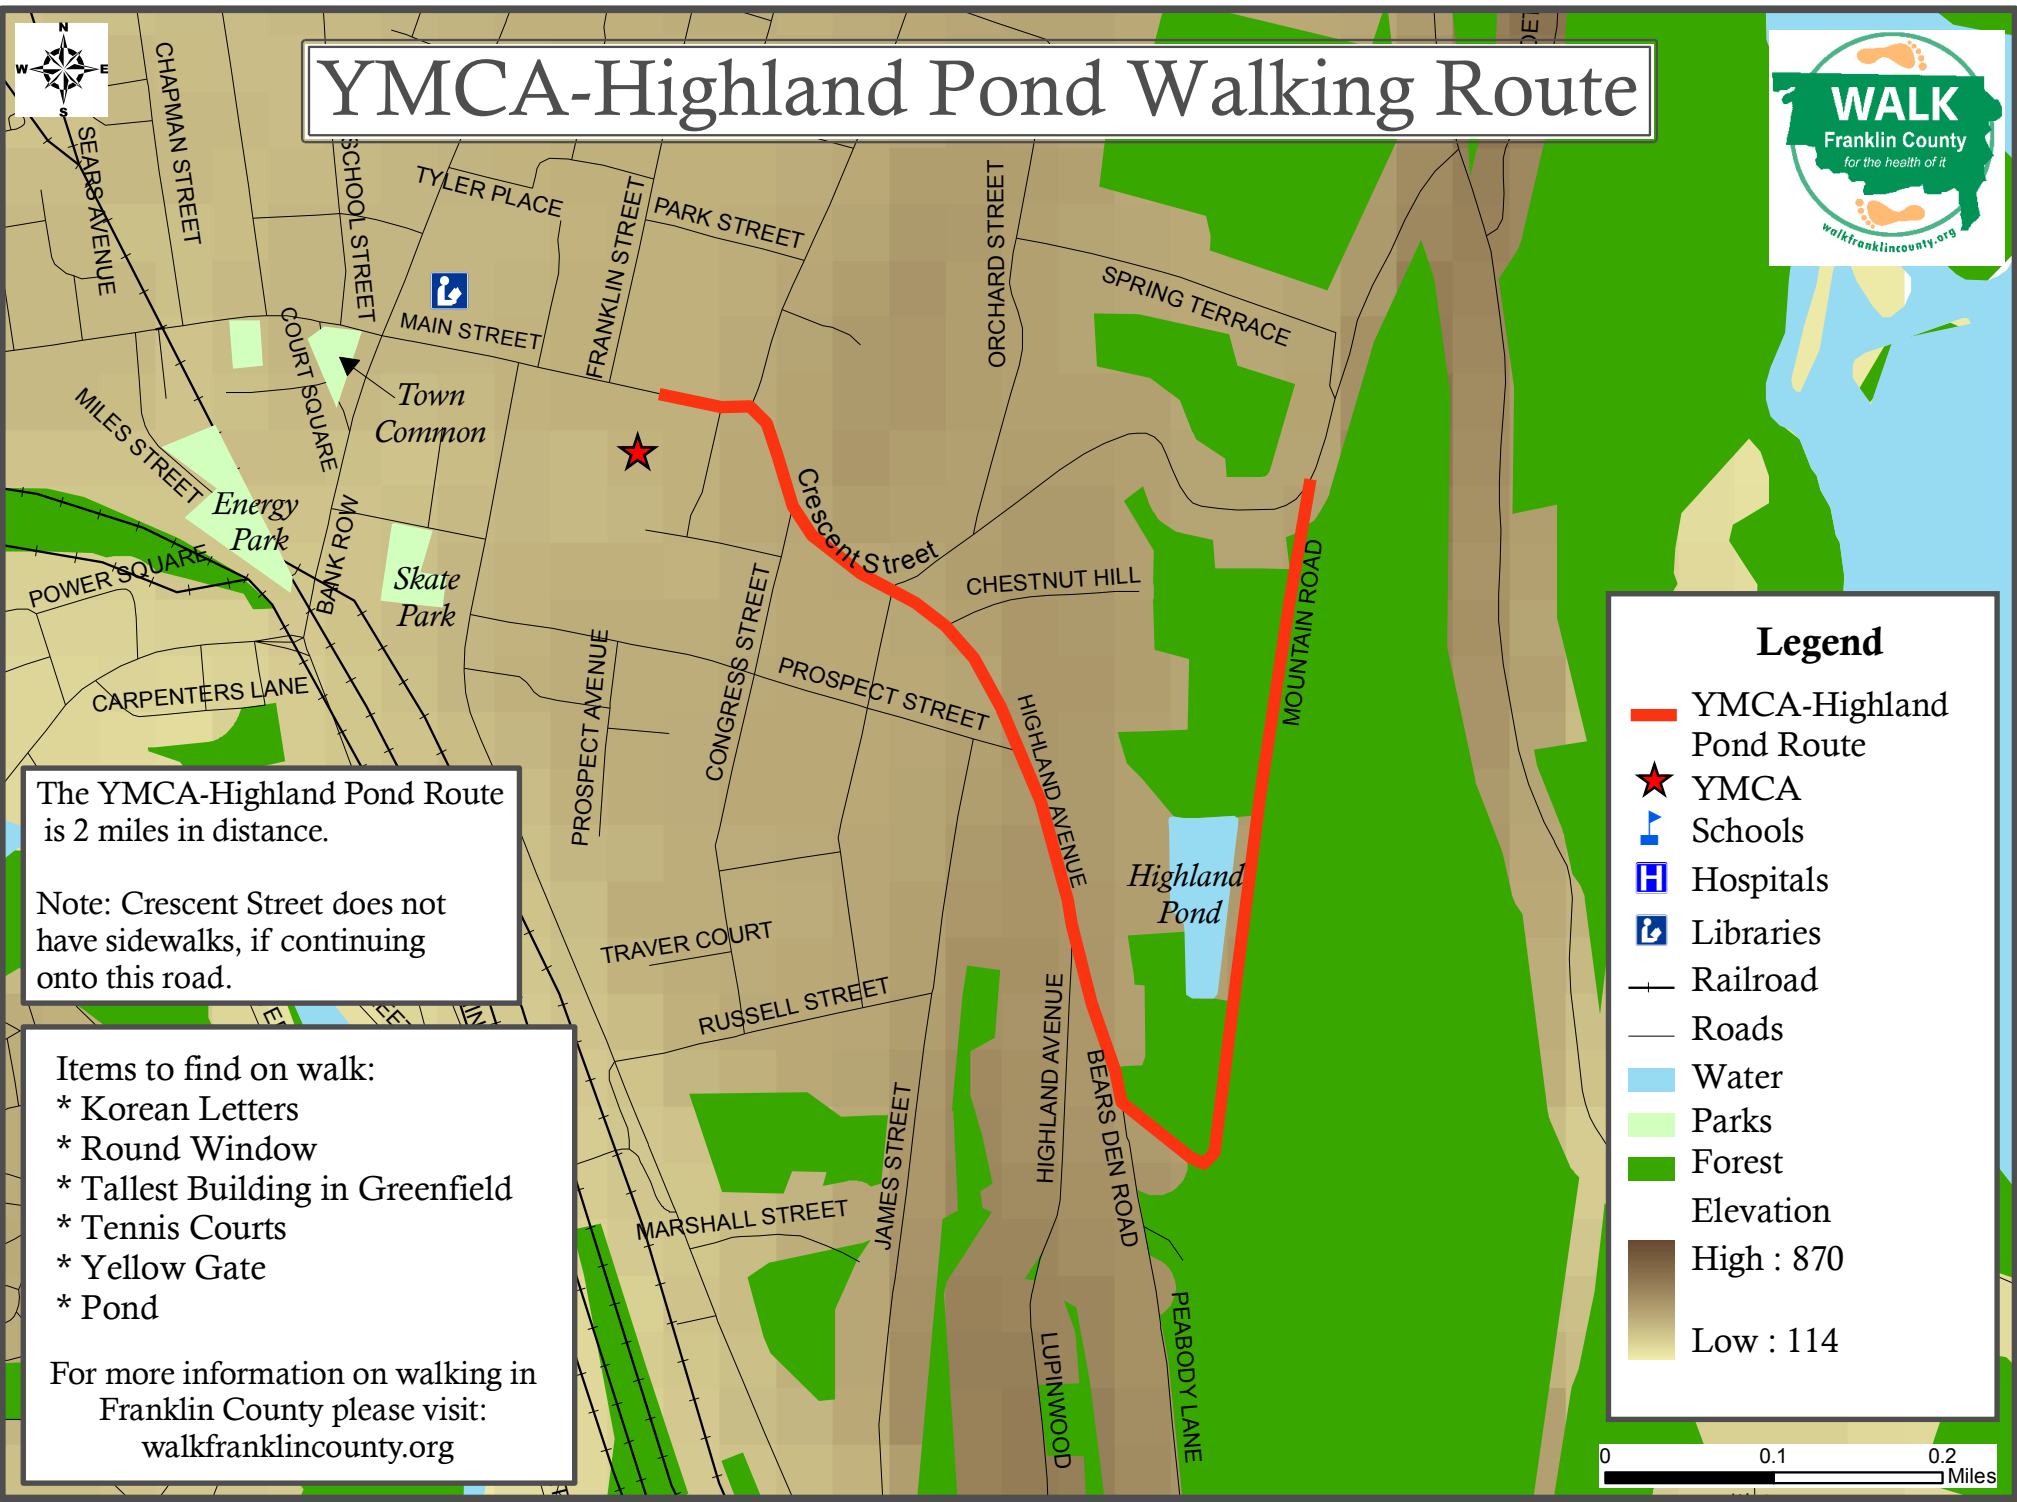 YMCA-Highland Pond Walking Route
N
W
E
S
WALK
Franklin County
for the health of it
walkfranklincounty.org
CHAPMAN STREET
SEARS AVENUE
SCHOOL STREET
TYLER PLACE
FRANKLIN STREET
PARK STREET
ORCHARD STREET
SPRING TERRACE
MAIN STREET
COURT SQUARE
Town
Common
MILES STREET
Energy
Park
BANK ROW
Skate
Park
POWER SQUARE
CARPENTERS LANE
Crescent Street
CHESTNUT HILL
MOUNTAIN ROAD
CONGRESS STREET
PROSPECT AVENUE
PROSPECT STREET
HIGHLAND AVENUE
Highland
Pond
TRAVER COURT
RUSSELL STREET
HIGHLAND AVENUE
BEARS DEN ROAD
JAMES STREET
MARSHALL STREET
LUPINWOOD
PEABODY LANE
The YMCA-Highland Pond Route
is 2 miles in distance.
Note: Crescent Street does not
have sidewalks, if continuing
onto this road.
Items to find on walk:
* Korean Letters
* Round Window
* Tallest Building in Greenfield
* Tennis Courts
* Yellow Gate
* Pond
For more information on walking in
Franklin County please visit:
walkfranklincounty.org
Legend
YMCA-Highland
Pond Route
YMCA
Schools
H
Hospitals
Libraries
Railroad
Roads
Water
Parks
Forest
Elevation
High : 870
Low : 114
0 0.1 0.2
Miles